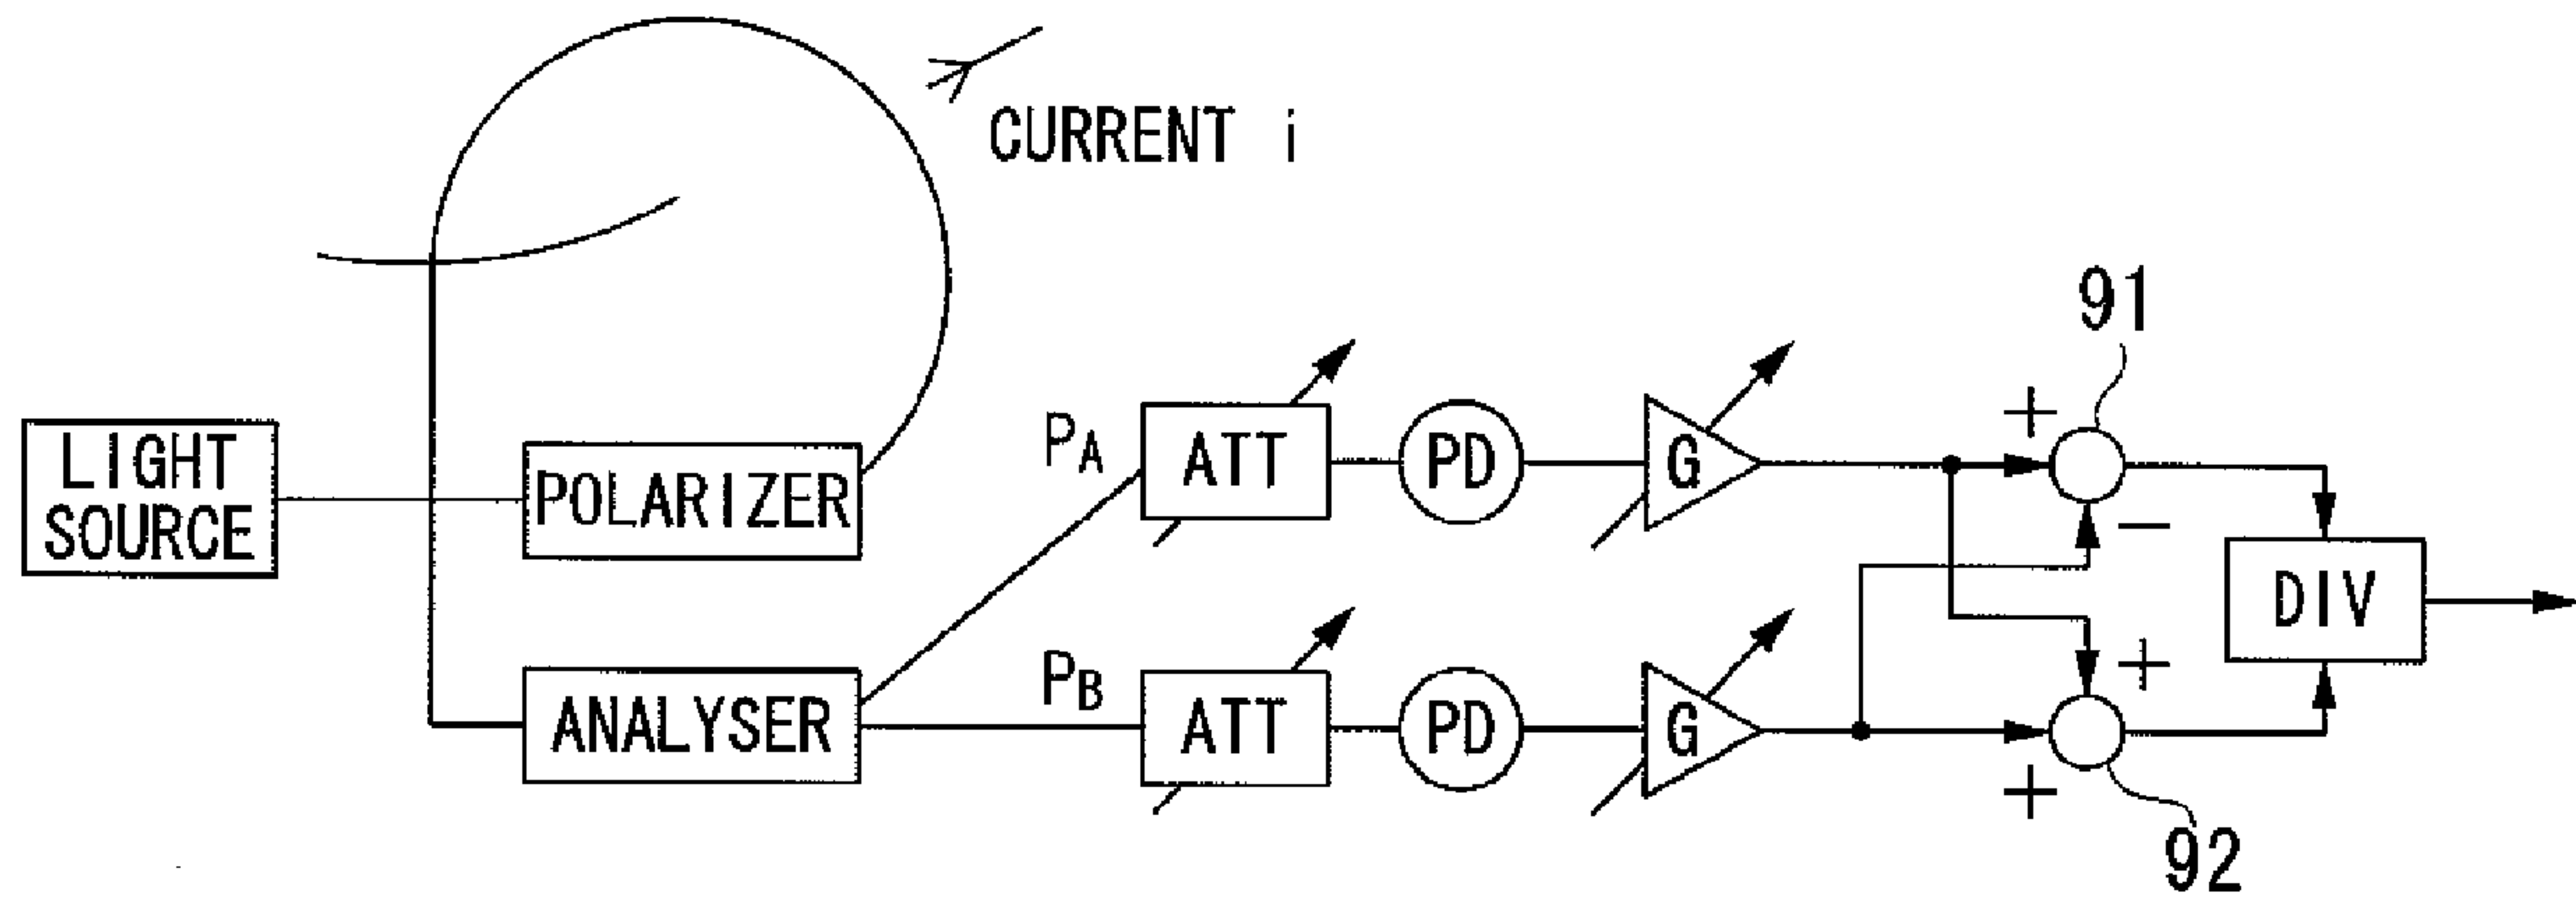 CURRENT i
91
LIGHT
SOURCE
POLARIZER
PA
ATT
PD
G
+
−
DIV
ANALYSER
PB
ATT
PD
G
+
+
92